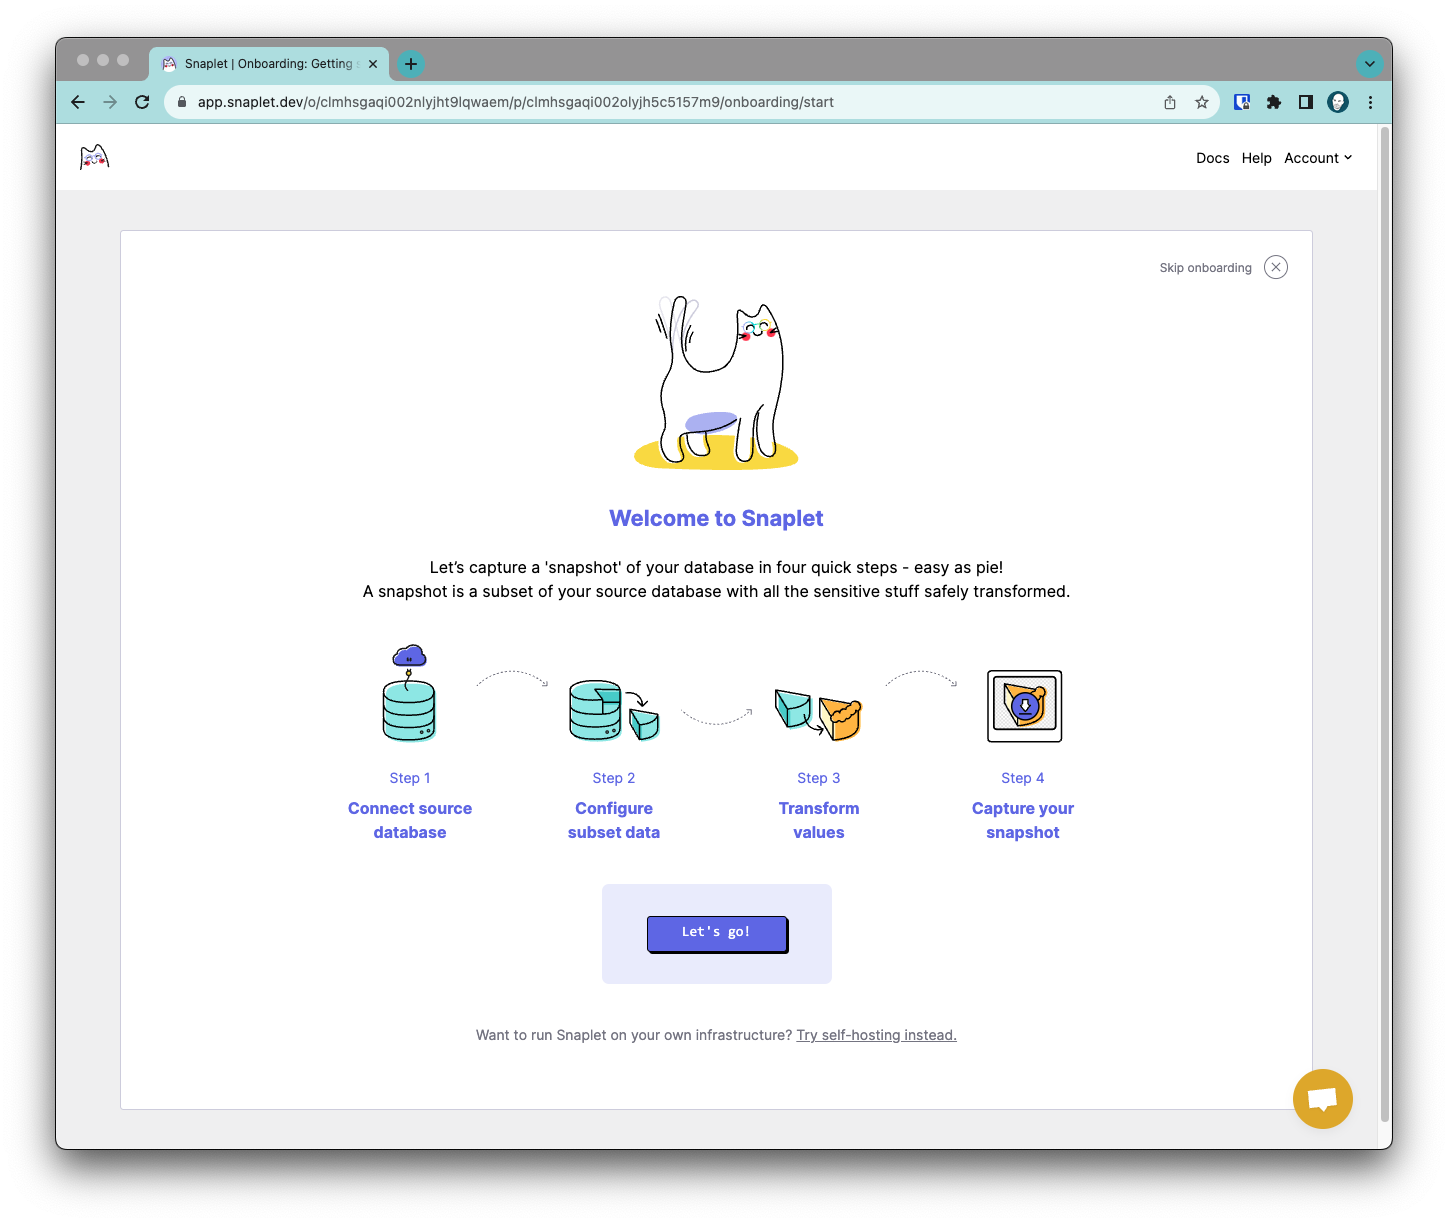 Snaplet | Onboarding: Getting
app.snaplet.dev/o/clmhsgaqi002nlyjht9lqwaem/p/clmhsgaqi002olyjh5c5157m9/onboarding/start
Docs Help Account
Skip onboarding
Welcome to Snaplet
Let’s capture a 'snapshot' of your database in four quick steps - easy as pie!
A snapshot is a subset of your source database with all the sensitive stuff safely transformed.
Step 1
Connect source
database
Step 2
Configure
subset data
Step 3
Transform
values
Step 4
Capture your
snapshot
Let's go!
Want to run Snaplet on your own infrastructure? Try self-hosting instead.